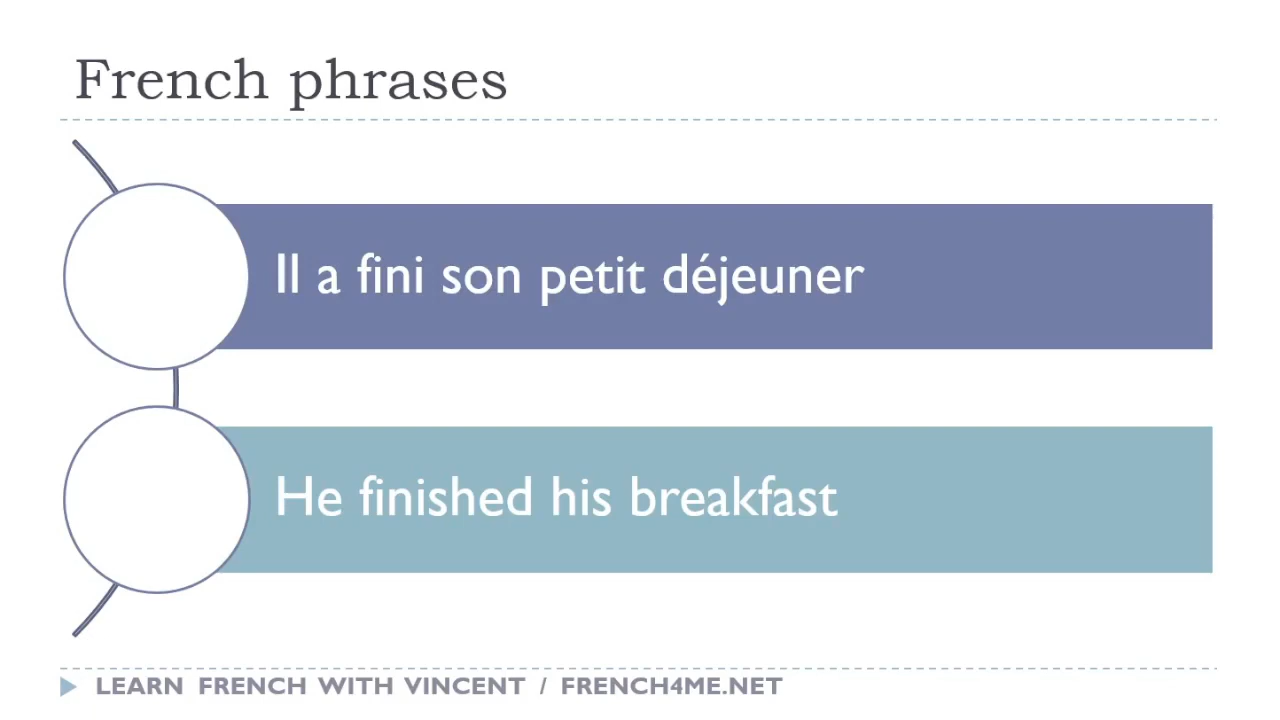 French phrases
Il a fini son petit déjeuner
He finished his breakfast
LEARN FRENCH WITH VINCENT / FRENCH4ME.NET